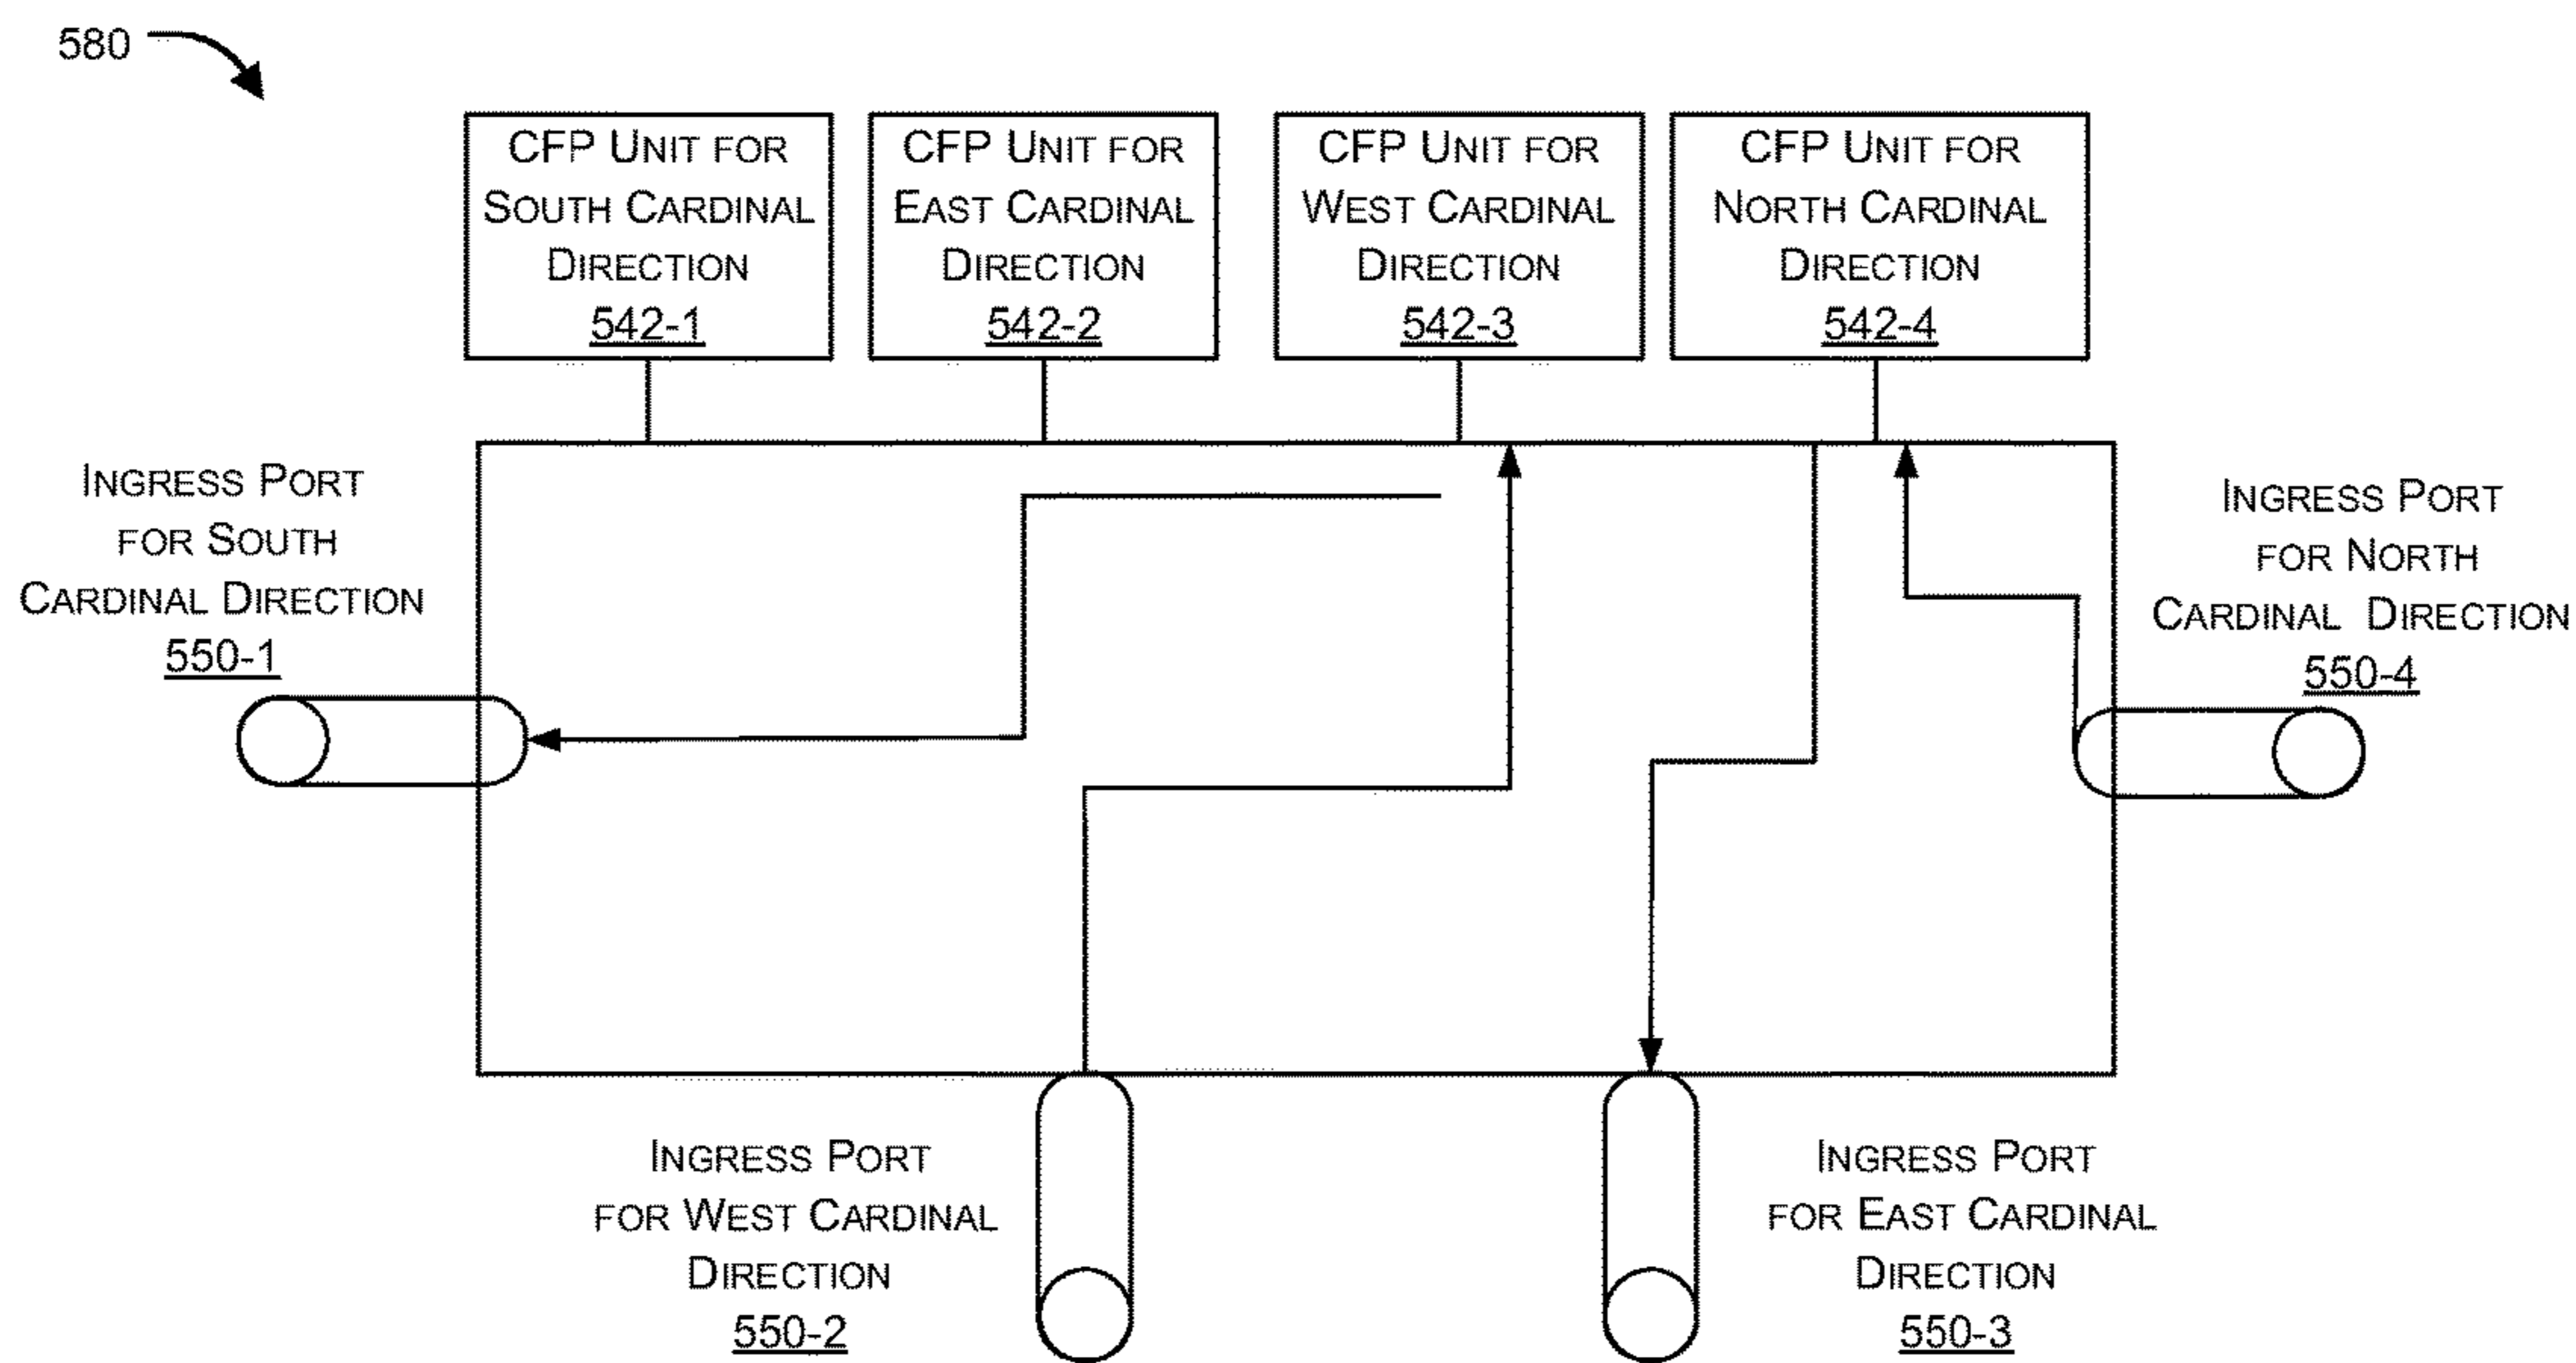 580
CFP UNIT FOR
SOUTH CARDINAL
DIRECTION
542-1
CFP UNIT FOR
EAST CARDINAL
DIRECTION
542-2
CFP UNIT FOR
WEST CARDINAL
DIRECTION
542-3
CFP UNIT FOR
NORTH CARDINAL
DIRECTION
542-4
INGRESS PORT
FOR SOUTH
CARDINAL DIRECTION
550-1
INGRESS PORT
FOR NORTH
CARDINAL DIRECTION
550-4
INGRESS PORT
FOR WEST CARDINAL
DIRECTION
550-2
INGRESS PORT
FOR EAST CARDINAL
DIRECTION
550-3